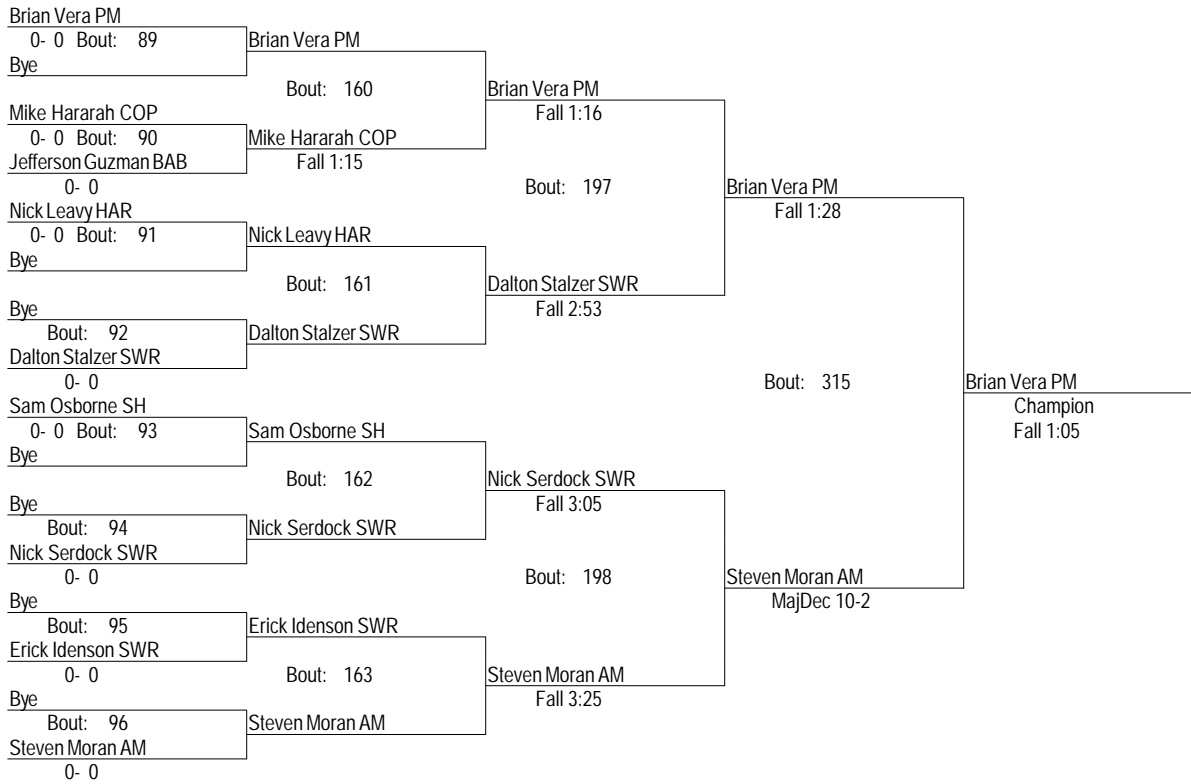 Brian Vera PM
0- 0 Bout: 89
Bye
Mike Hararah COP
0- 0 Bout: 90
Jefferson Guzman BAB
0- 0
Nick Leavy HAR
0- 0 Bout: 91
Bye
Bye
Bout: 92
Dalton Stalzer SWR
0- 0
Sam Osborne SH
0- 0 Bout: 93
Bye
Bye
Bout: 94
Nick Serdock SWR
0- 0
Bye
Bout: 95
Erick Idenson SWR
0- 0
Bye
Bout: 96
Steven Moran AM
0- 0
Brian Vera PM
Bout: 160
Mike Hararah COP
Fall 1:15
Nick Leavy HAR
Bout: 161
Dalton Stalzer SWR
Sam Osborne SH
Bout: 162
Nick Serdock SWR
Erick Idenson SWR
Bout: 163
Steven Moran AM
Brian Vera PM
Fall 1:16
Bout: 197
Dalton Stalzer SWR
Fall 2:53
Nick Serdock SWR
Fall 3:05
Bout: 198
Steven Moran AM
Fall 3:25
Brian Vera PM
Fall 1:28
Bout: 315
Steven Moran AM
MajDec 10-2
Brian Vera PM
Champion
Fall 1:05